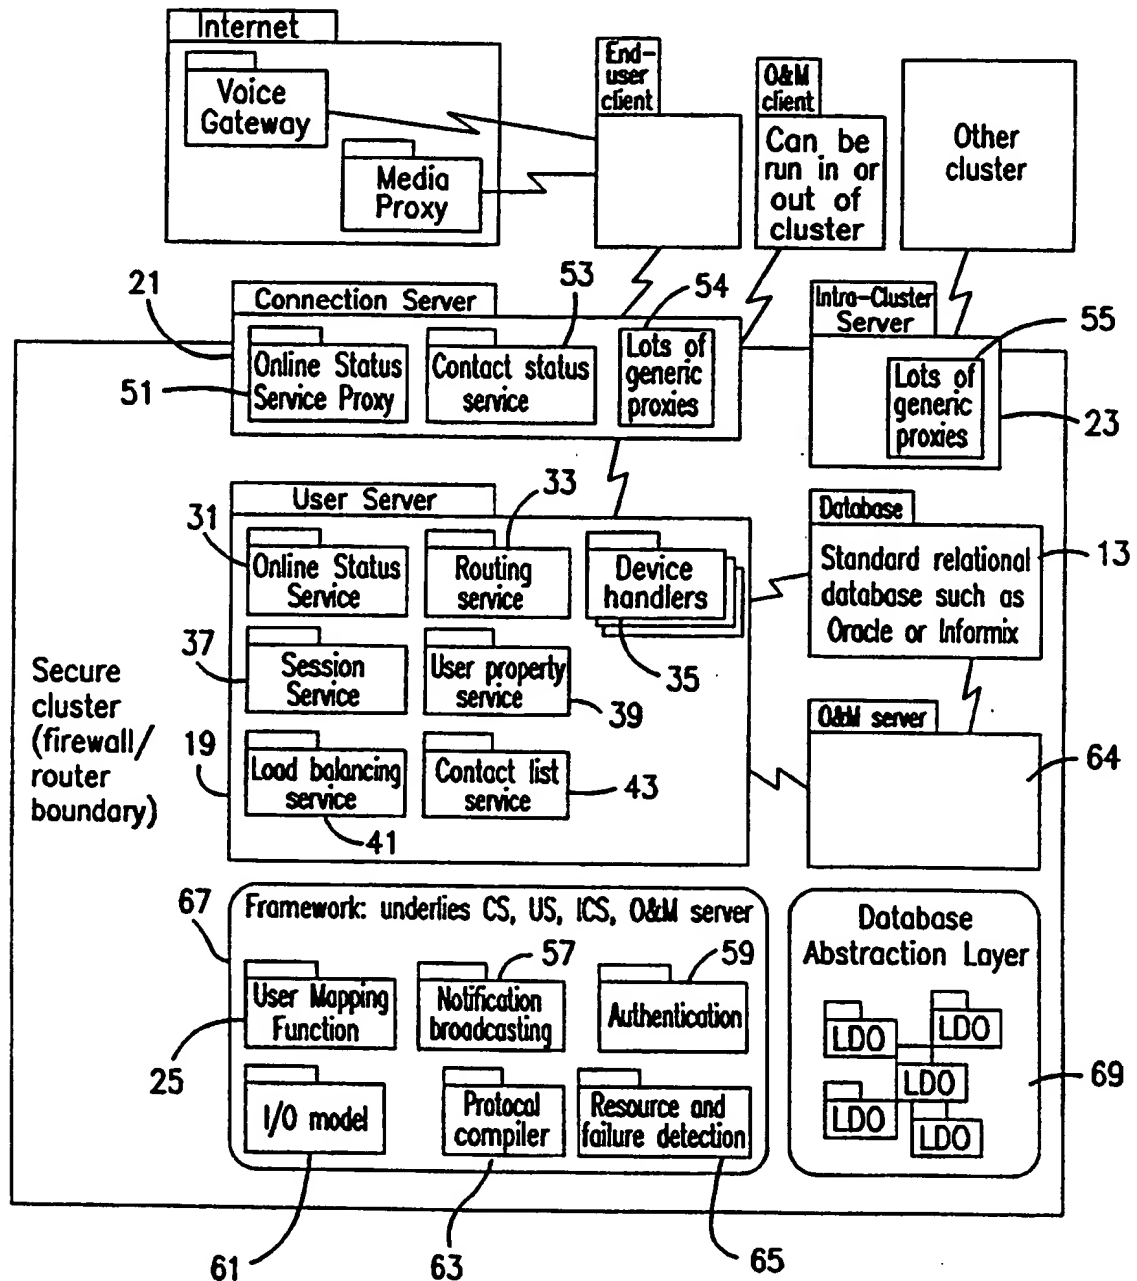 Internet
Voice
Gateway
Media
Proxy
End-
user
client
O&M
client
Can be
run in or
out of
cluster
Other
cluster
21
Connection Server
53
54
Intra-Cluster
Server
55
51
Online Status
Service Proxy
Contact status
service
Lots of
generic
proxies
Lots of
generic
proxies
23
User Server
33
31
Online Status
Service
Routing
service
Device
handlers
35
Database
Standard relational
database such as
Oracle or Informix
13
37
Session
Service
User property
service
39
Secure
cluster
(firewall/
router
boundary)
19
Load balancing
service
41
Contact list
service
43
O&M server
64
67
Framework: underlies CS, US, ICS, O&M server
57
59
User Mapping
Function
25
Notification
broadcasting
Authentication
I/O model
61
Protocal
compiler
63
Resource and
failure detection
65
Database
Abstraction Layer
LDO
LDO
LDO
LDO
LDO
69